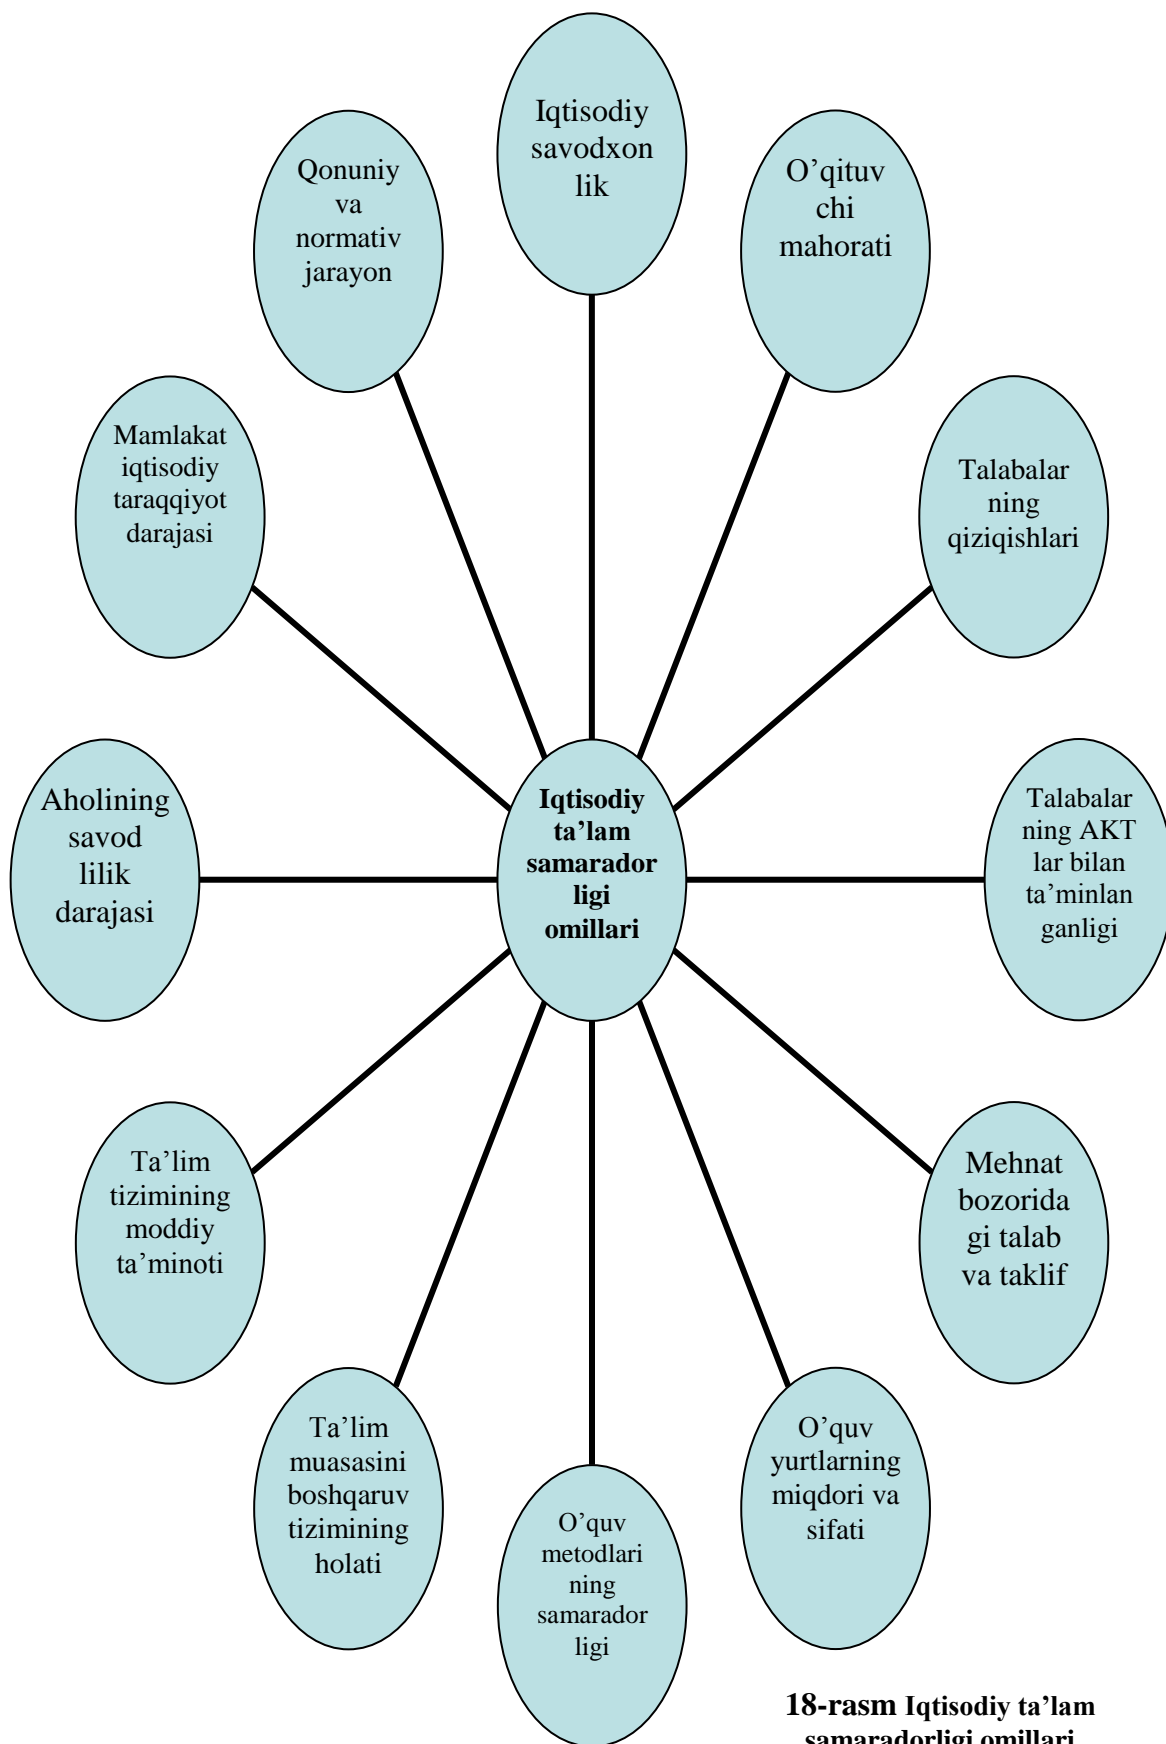 Iqtisodiy
savodxon
lik
O’qituv
chi
mahorati
Talabalar
ning
qiziqishlari
Talabalar
ning AKT
lar bilan
ta’minlan
ganligi
Mehnat
bozorida
gi talab
va taklif
O’quv
yurtlarning
miqdori va
sifati
O’quv
metodlari
ning
samarador
ligi
Ta’lim
muasasini
boshqaruv
tizimining
holati
Ta’lim
tizimining
moddiy
ta’minoti
Aholining
savod
lilik
darajasi
Mamlakat
iqtisodiy
taraqqiyot
darajasi
Qonuniy
va
normativ
jarayon
Iqtisodiy
ta’lam
samarador
ligi
omillari
18-rasm Iqtisodiy ta’lam
samaradorligi omillari